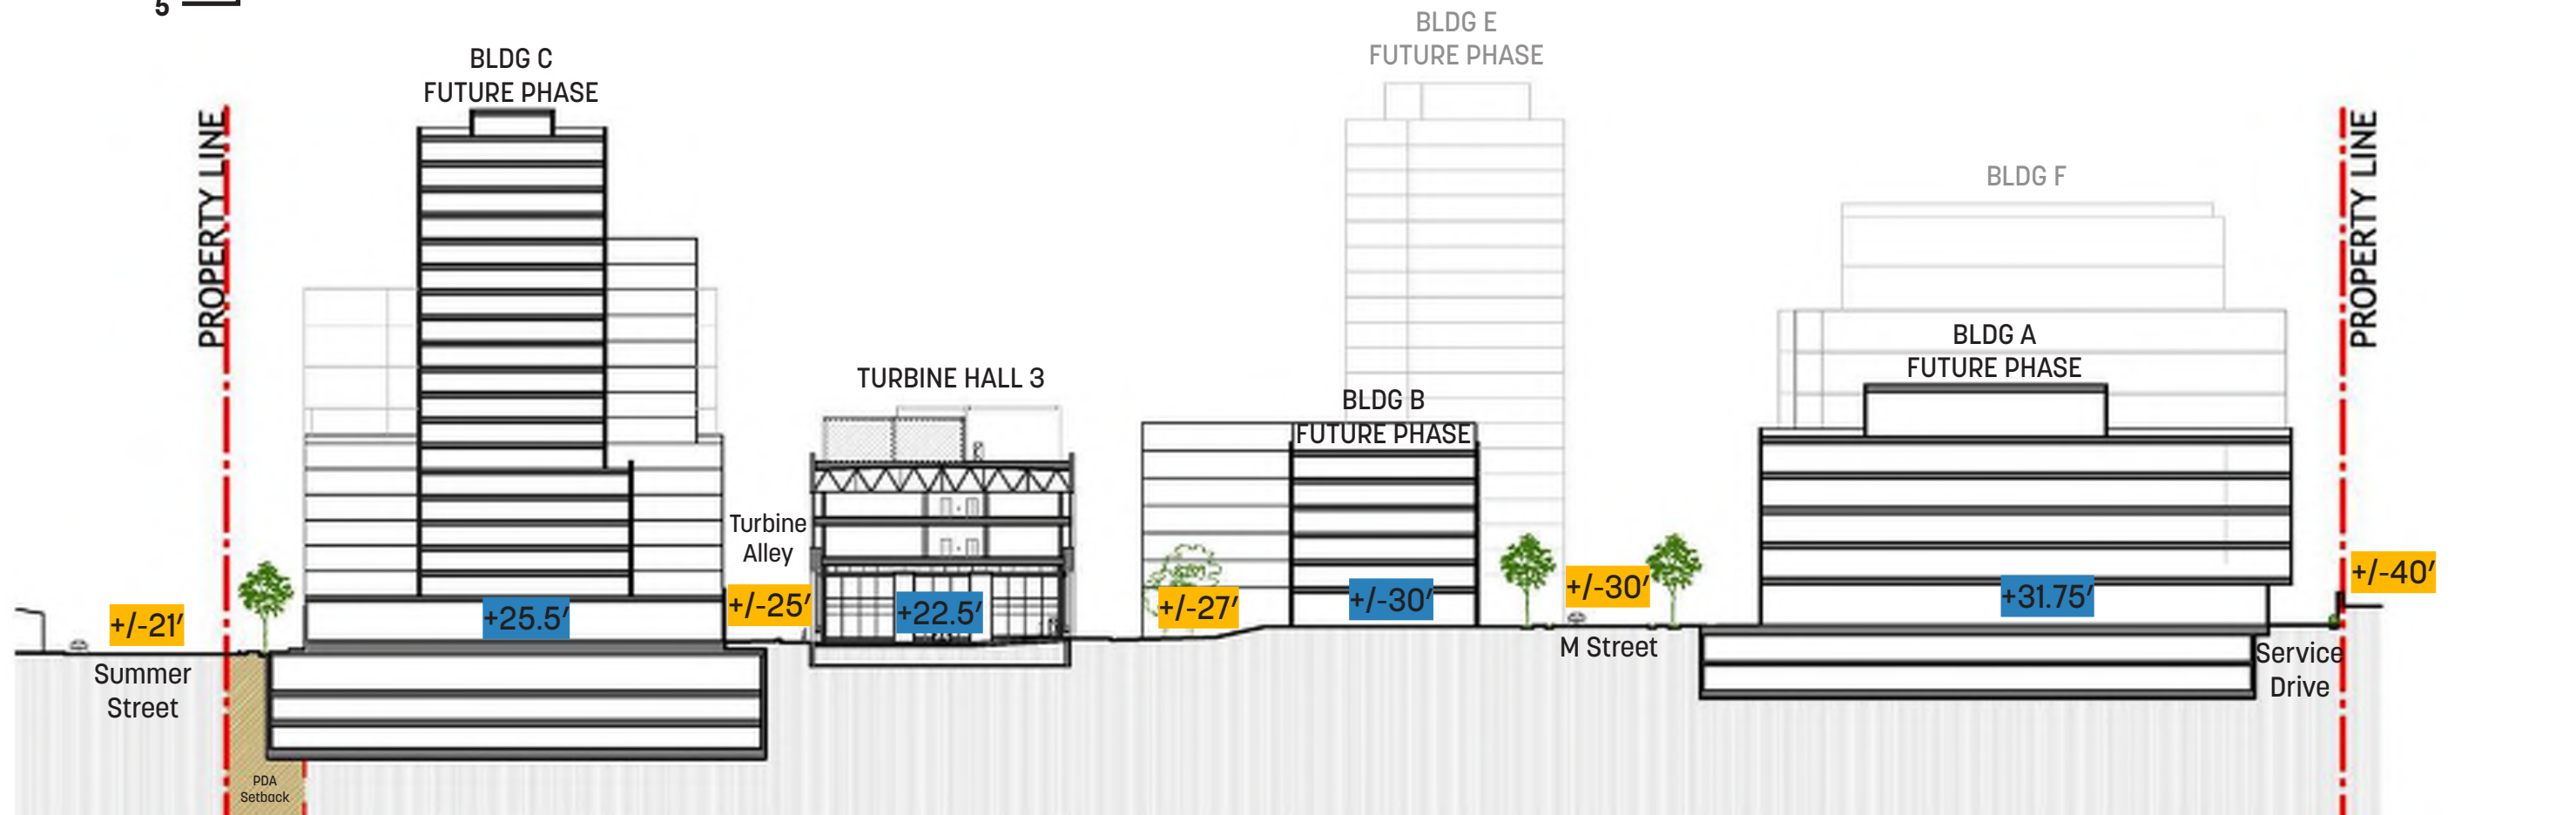 5
BLDG E
FUTURE PHASE
BLDG C
FUTURE PHASE
PROPERTY LINE
PROPERTY LINE
BLDG F
BLDG A
FUTURE PHASE
TURBINE HALL 3
BLDG B
FUTURE PHASE
Turbine
Alley
+/-21′
+25.5′
+/-25′
+22.5′
+/-27′
+/-30′
+/-30′
+31.75′
+/-40′
Summer
Street
M Street
Service
Drive
PDA
Setback